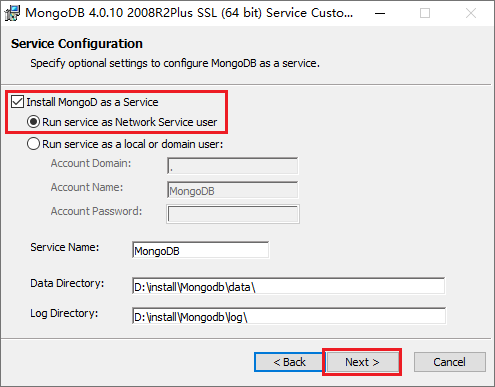 MongoDB 4.0.10 2008R2Plus SSL (64 bit) Service Custo...
Service Configuration
Specify optional settings to configure MongoDB as a service.
Install MongoD as a Service
Run service as Network Service user
Run service as a local or domain user:
Account Domain: .
Account Name: MongoDB
Account Password:
Service Name: MongoDB
Data Directory: D:\install\Mongodb\data\
Log Directory: D:\install\Mongodb\log\
< Back Next > Cancel